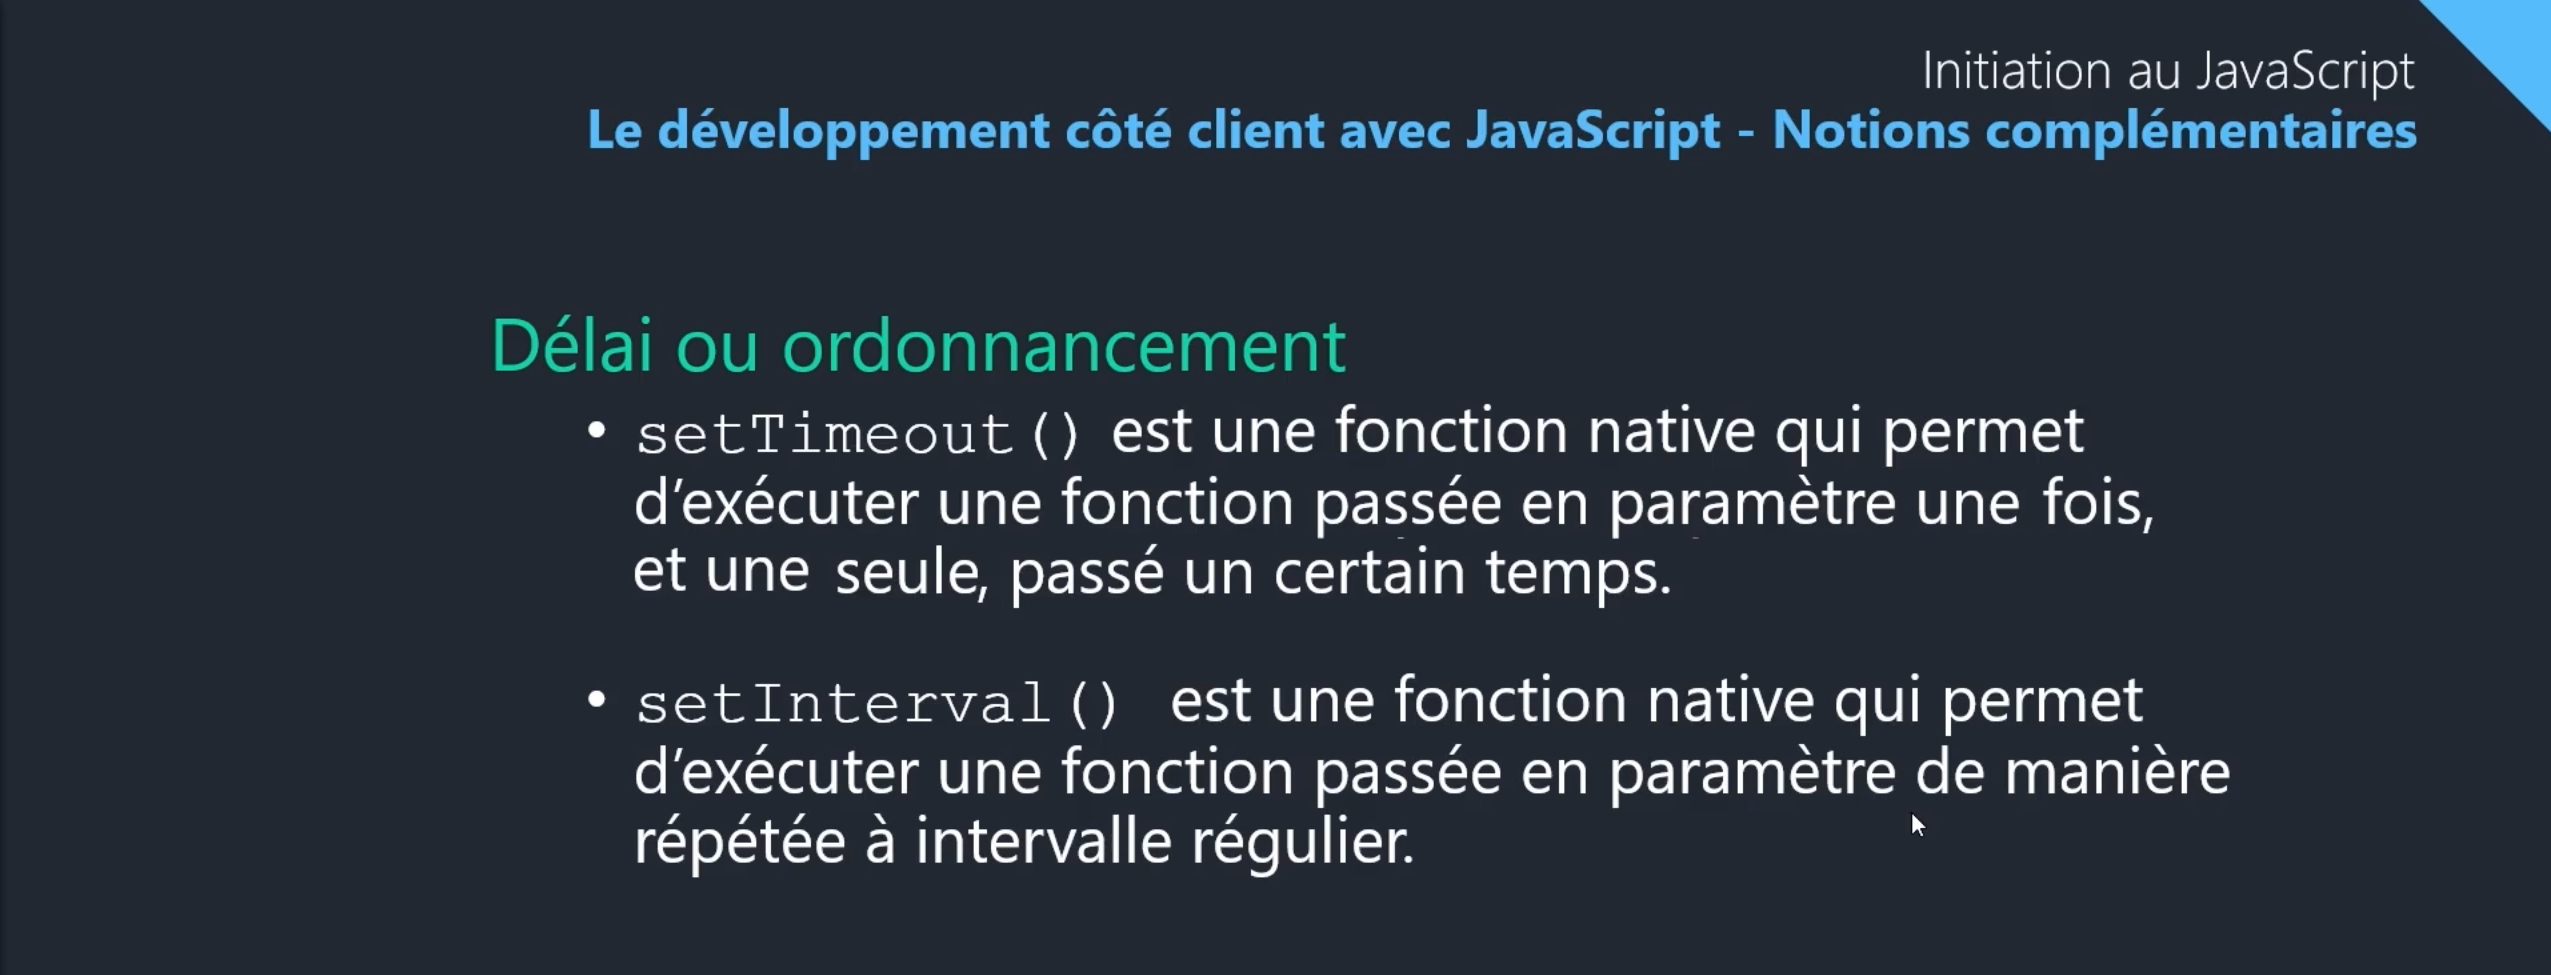 Initiation au JavaScript
Le développement côté client avec JavaScript - Notions complémentaires
Délai ou ordonnancement
• setTimeout() est une fonction native qui permet
d’exécuter une fonction passée en paramètre une fois,
et une seule, passé un certain temps.
• setInterval() est une fonction native qui permet
d’exécuter une fonction passée en paramètre de manière
répétée à intervalle régulier.